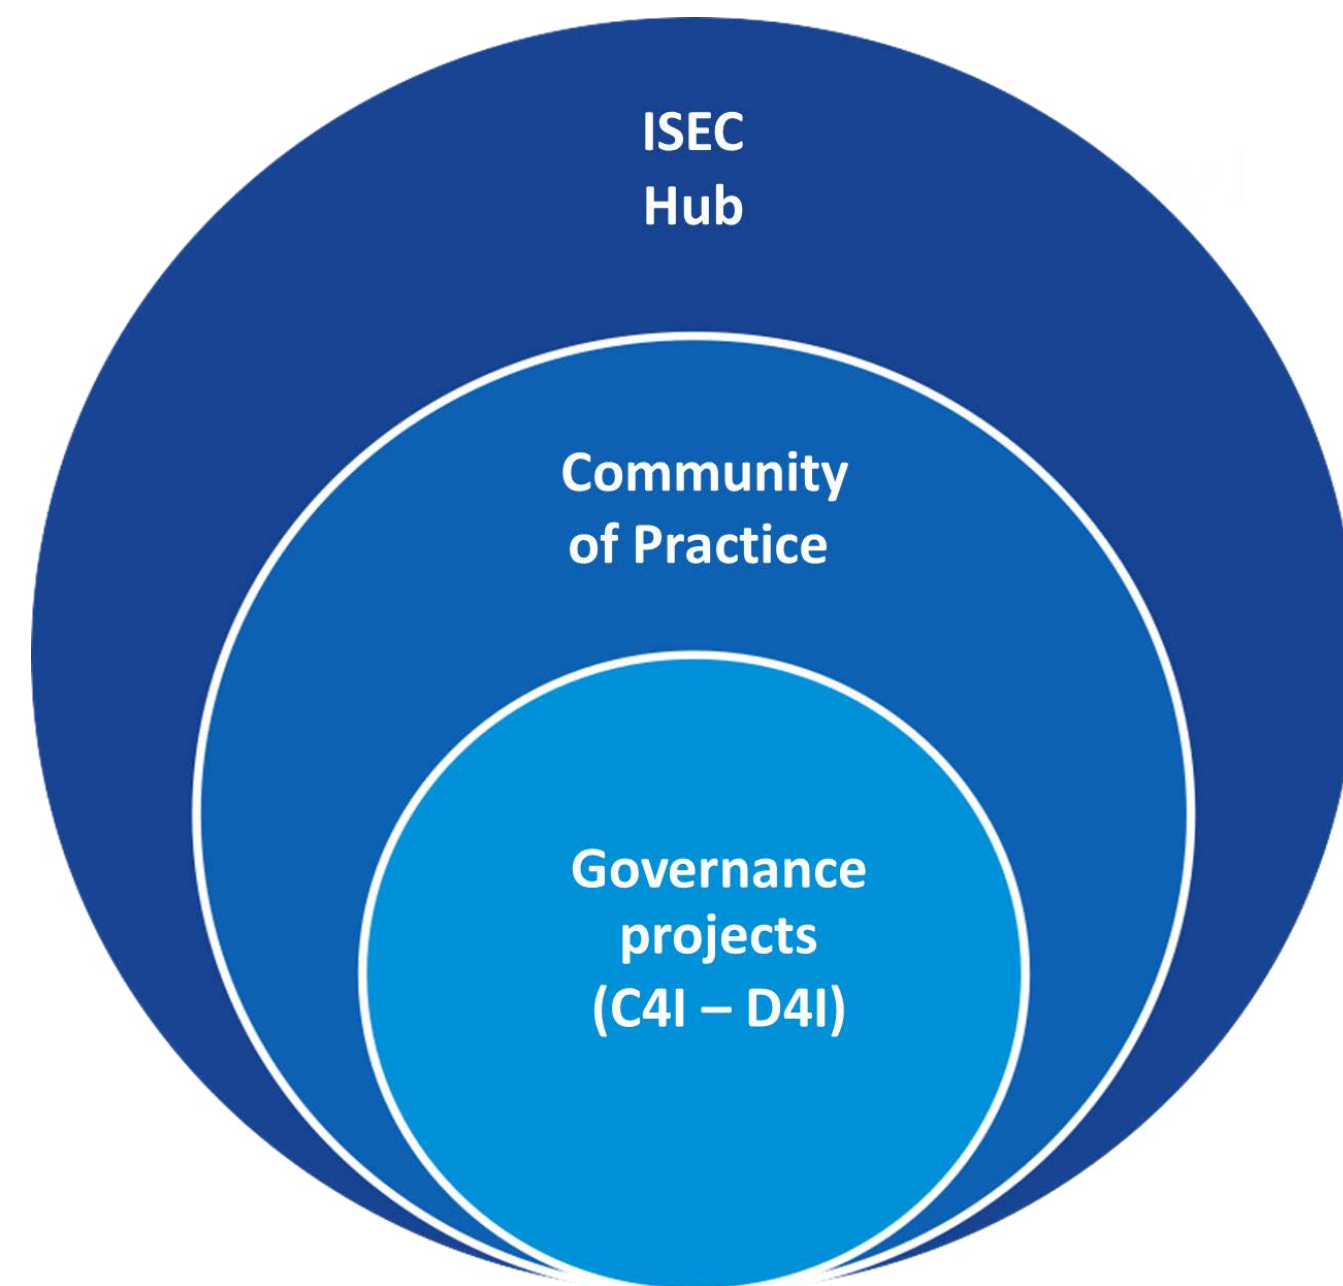 ISEC
Hub
Community
of Practice
Governance
projects
(C4I – D4I)